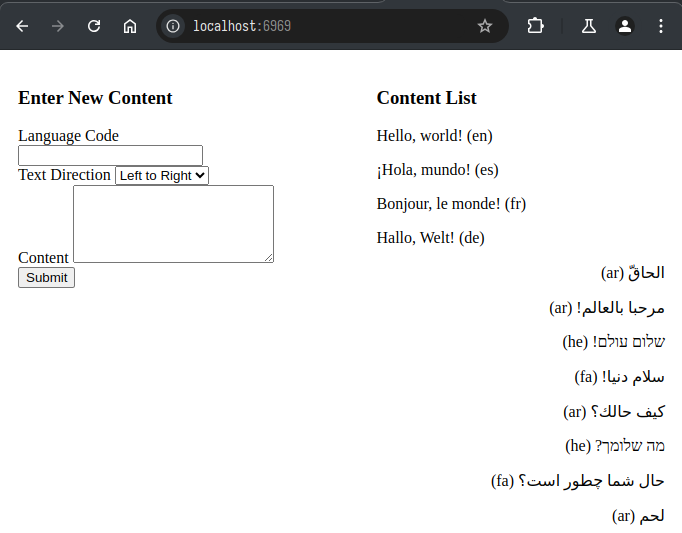 localhost:6969
Enter New Content
Content List
Language Code
Text Direction Left to Right
Content
Submit
Hello, world! (en)
¡Hola, mundo! (es)
Bonjour, le monde! (fr)
Hallo, Welt! (de)
الحاقّ (ar)
مرحبا بالعالم! (ar)
שלום עולם! (he)
سلام دنیا! (fa)
كيف حالك؟ (ar)
מה שלומך? (he)
حال شما چطور است؟ (fa)
لحم (ar)